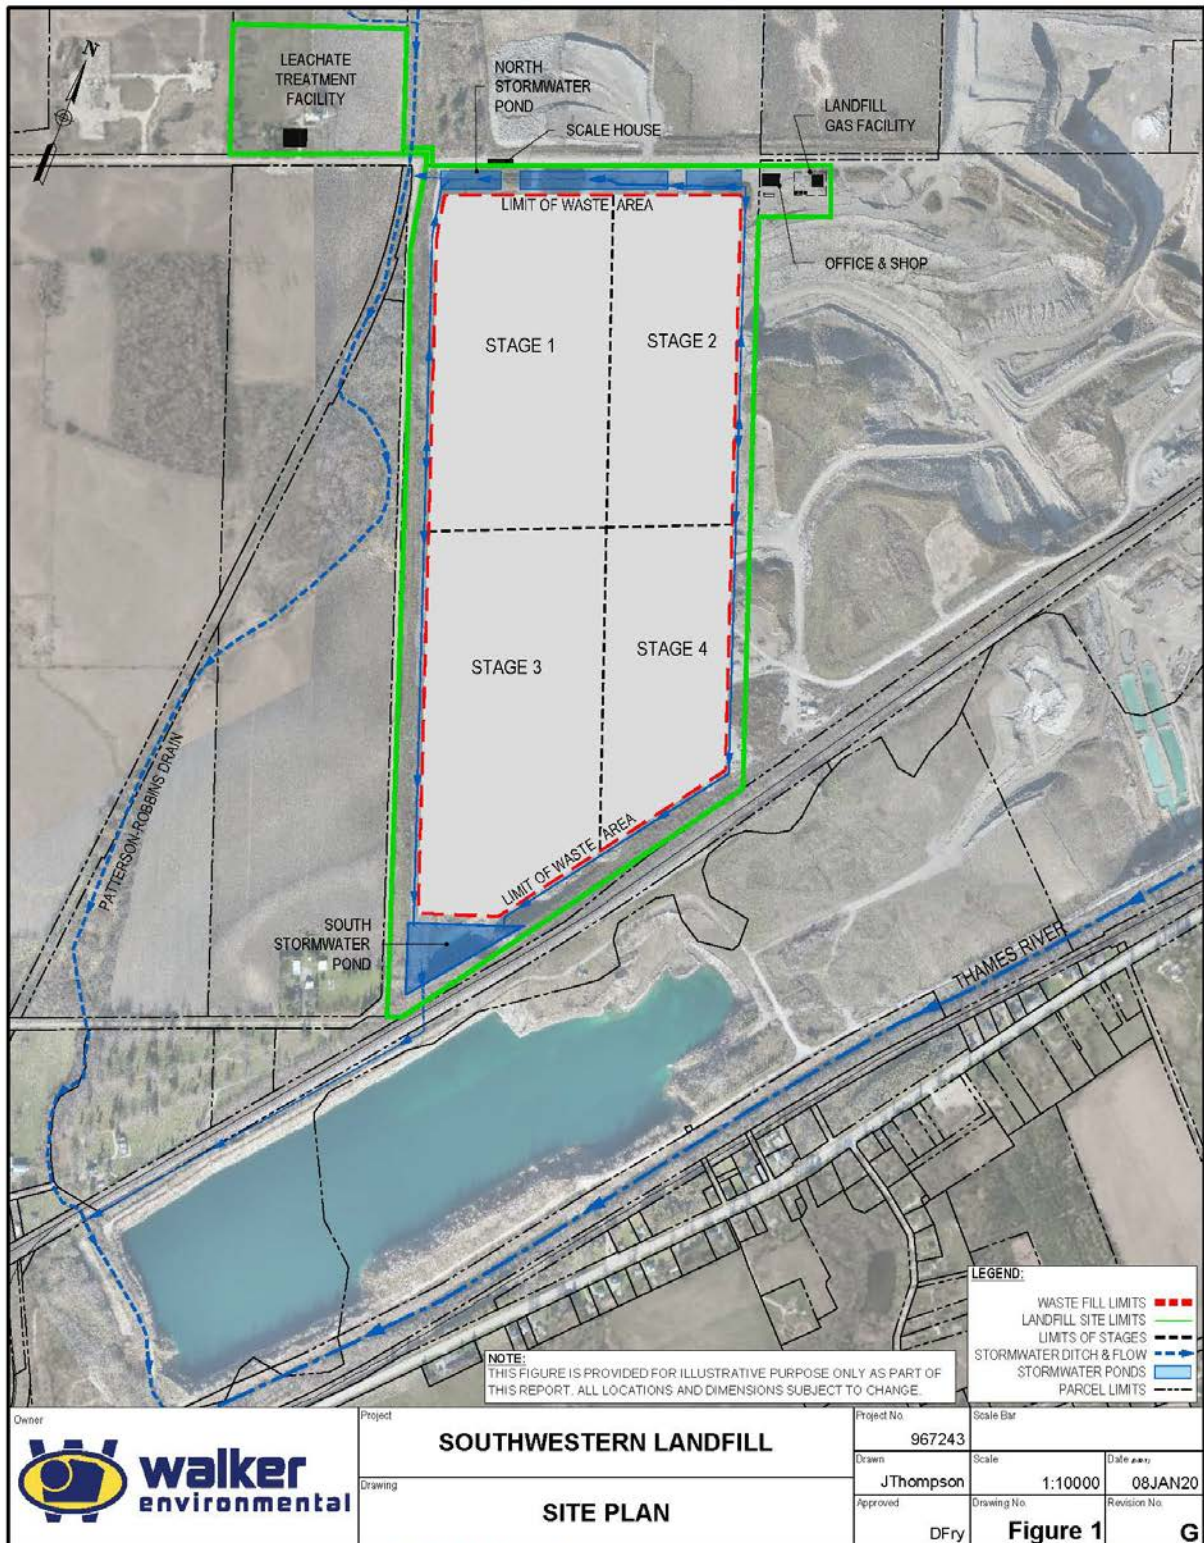 N
LEACHATE
TREATMENT
FACILITY
NORTH
STORMWATER
POND
SCALE HOUSE
LANDFILL
GAS FACILITY
LIMIT OF WASTE AREA
OFFICE & SHOP
STAGE 1
STAGE 2
STAGE 3
STAGE 4
PATTERSON-ROBBINS DRAIN
LIMIT OF WASTE AREA
SOUTH
STORMWATER
POND
THAMES RIVER
LEGEND:
WASTE FILL LIMITS
LANDFILL SITE LIMITS
LIMITS OF STAGES
STORMWATER DITCH & FLOW
STORMWATER PONDS
PARCEL LIMITS
NOTE:
THIS FIGURE IS PROVIDED FOR ILLUSTRATIVE PURPOSE ONLY AS PART OF
THIS REPORT. ALL LOCATIONS AND DIMENSIONS SUBJECT TO CHANGE.
Owner
walker
environmental
Project
SOUTHWESTERN LANDFILL
Drawing
SITE PLAN
Project No.
967243
Scale Bar
Drawn
JThompson
Scale
1:10000
Date
08JAN20
Approved
DFry
Drawing No.
Figure 1
Revision No.
G